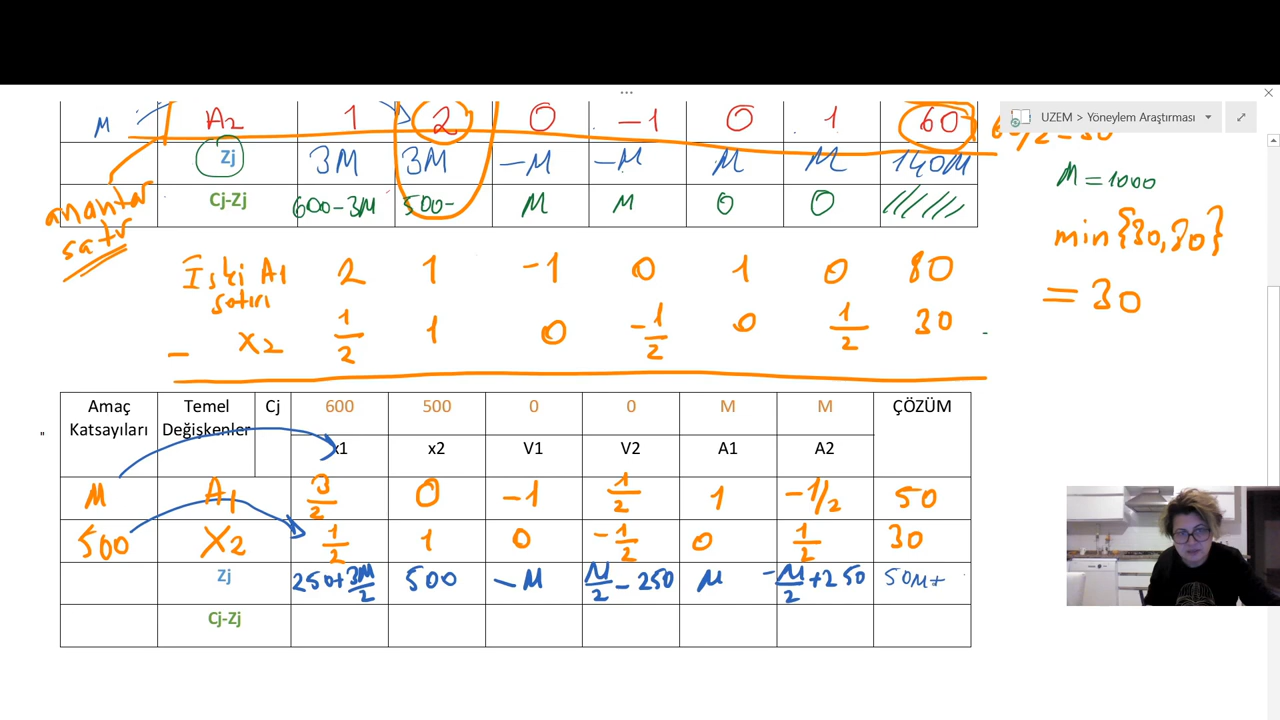 UZEM > Yöneylem Araştırması
M A2 1 2 0 -1 0 1 60
Zj 3M 3M -M -M M M 140M
Cj-Zj 600-3M 500- M M 0 0
anahtar
satır
M = 1000
min{30,80}
= 30
A1 2 1 -1 0 1 0 80
satırı
- X2 1/2 1 0 -1/2 0 1/2 30
Amaç Katsayıları Temel Değişkenler Cj 600 500 0 0 M M ÇÖZÜM
x1 x2 V1 V2 A1 A2
M A1 3/2 0 -1 1/2 1 -1/2 50
500 X2 1/2 1 0 -1/2 0 1/2 30
Zj 250+3M/2 500 -M M/2-250 M -M/2+250 50M+
Cj-Zj